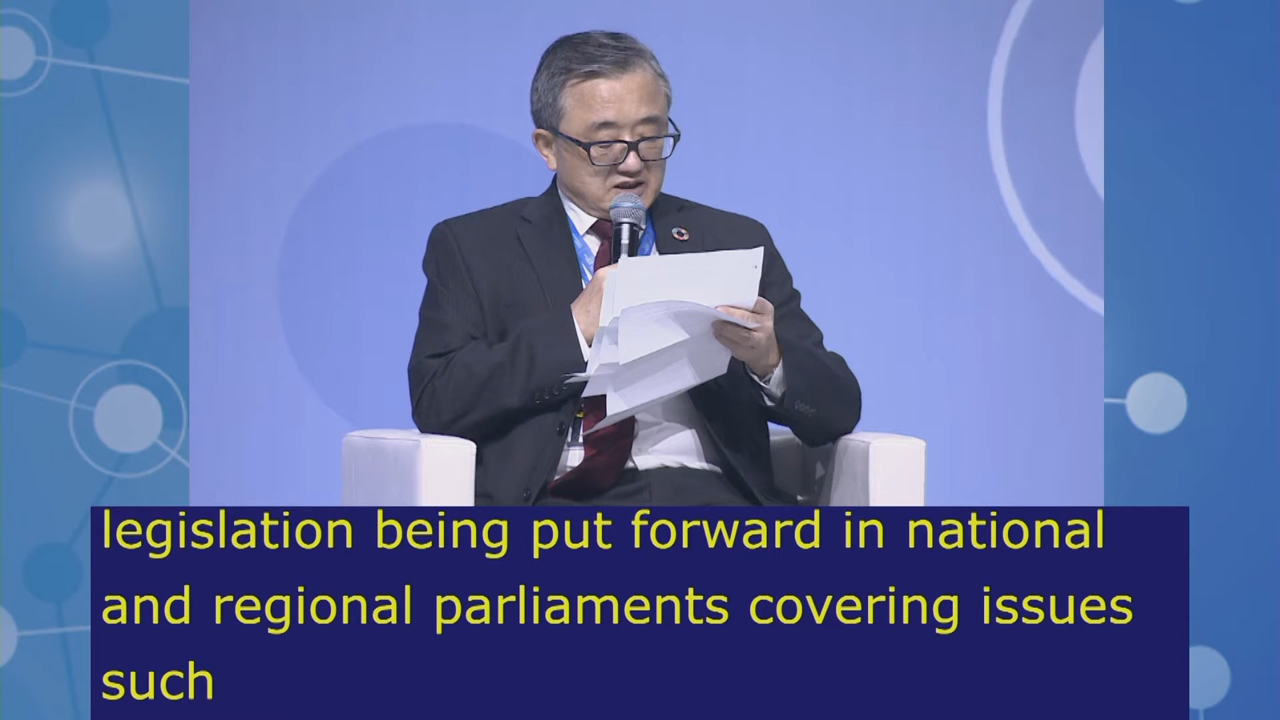 legislation being put forward in national
and regional parliaments covering issues
such